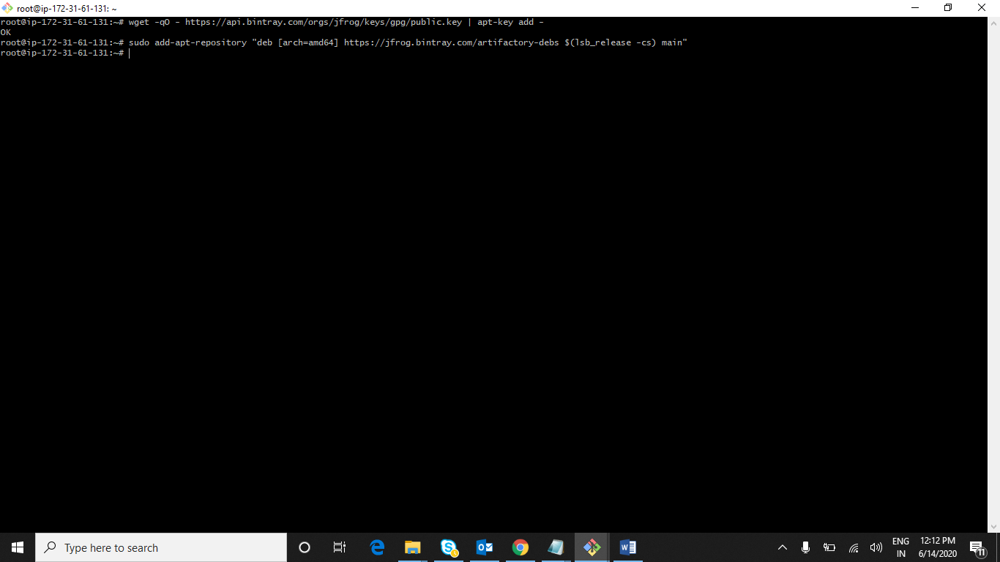 root@ip-172-31-61-131: ~
root@ip-172-31-61-131:~# wget -qO - https://api.bintray.com/orgs/jfrog/keys/gpg/public.key | apt-key add -
OK
root@ip-172-31-61-131:~# sudo add-apt-repository "deb [arch=amd64] https://jfrog.bintray.com/artifactory-debs $(lsb_release -cs) main"
root@ip-172-31-61-131:~#
Type here to search
ENG
IN
12:12 PM
6/14/2020
11